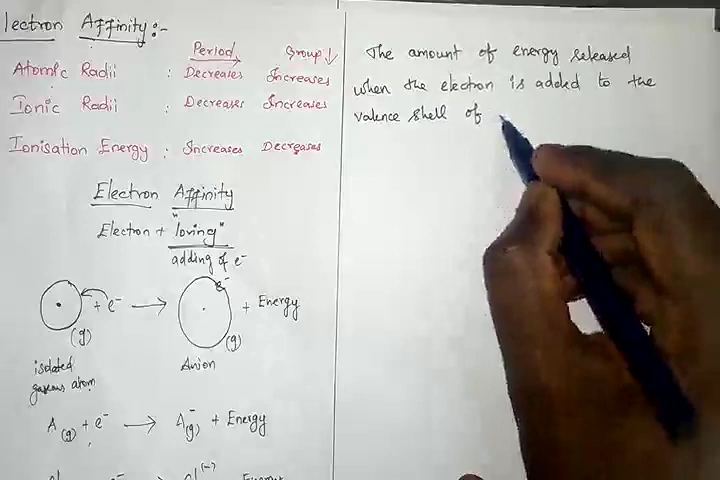 lectron Affinity:-
Period Group ↓
Atomic Radii : Decreases Increases
Ionic Radii : Decreases Increases
Ionisation Energy : Increases Decreases
Electron Affinity
Electron + "loving"
adding of e⁻
+ e⁻ → e⁻ + Energy
(g) (g)
isolated gaseous atom
Anion
A(g) + e⁻ → A⁻(g) + Energy
The amount of energy released
when the electron is added to the
valence shell of